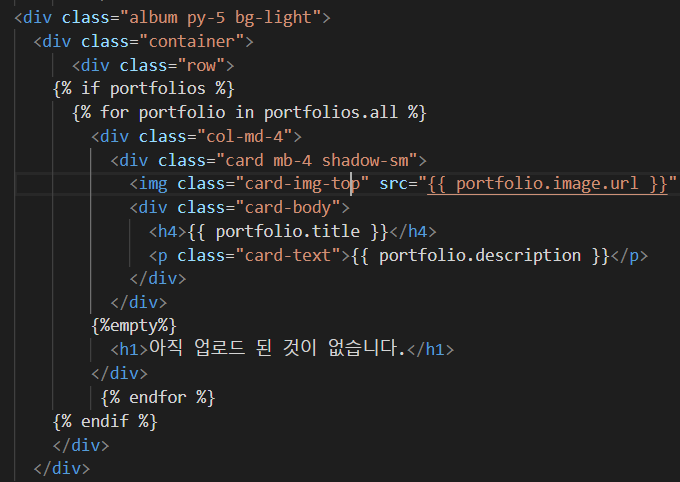 <div class="album py-5 bg-light">
<div class="container">
<div class="row">
{% if portfolios %}
{% for portfolio in portfolios.all %}
<div class="col-md-4">
<div class="card mb-4 shadow-sm">
<img class="card-img-top" src="{{ portfolio.image.url }}"
<div class="card-body">
<h4>{{ portfolio.title }}</h4>
<p class="card-text">{{ portfolio.description }}</p>
</div>
</div>
{%empty%}
<h1>아직 업로드 된 것이 없습니다.</h1>
</div>
{% endfor %}
{% endif %}
</div>
</div>